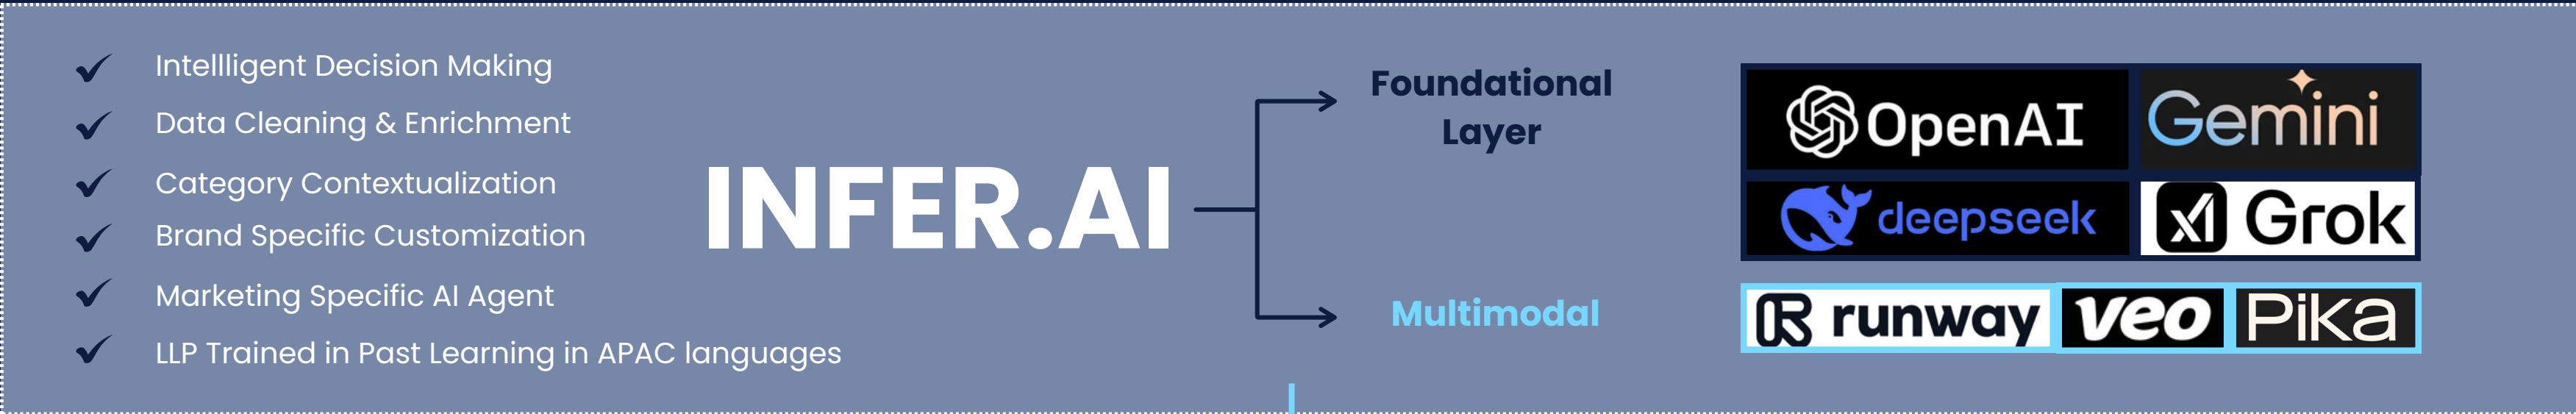 Intellligent Decision Making
Data Cleaning & Enrichment
Category Contextualization
Brand Specific Customization
Marketing Specific AI Agent
LLP Trained in Past Learning in APAC languages
INFER.AI
Foundational
Layer
Multimodal
OpenAI
Gemini
deepseek
xI Grok
runway
veo
Pika